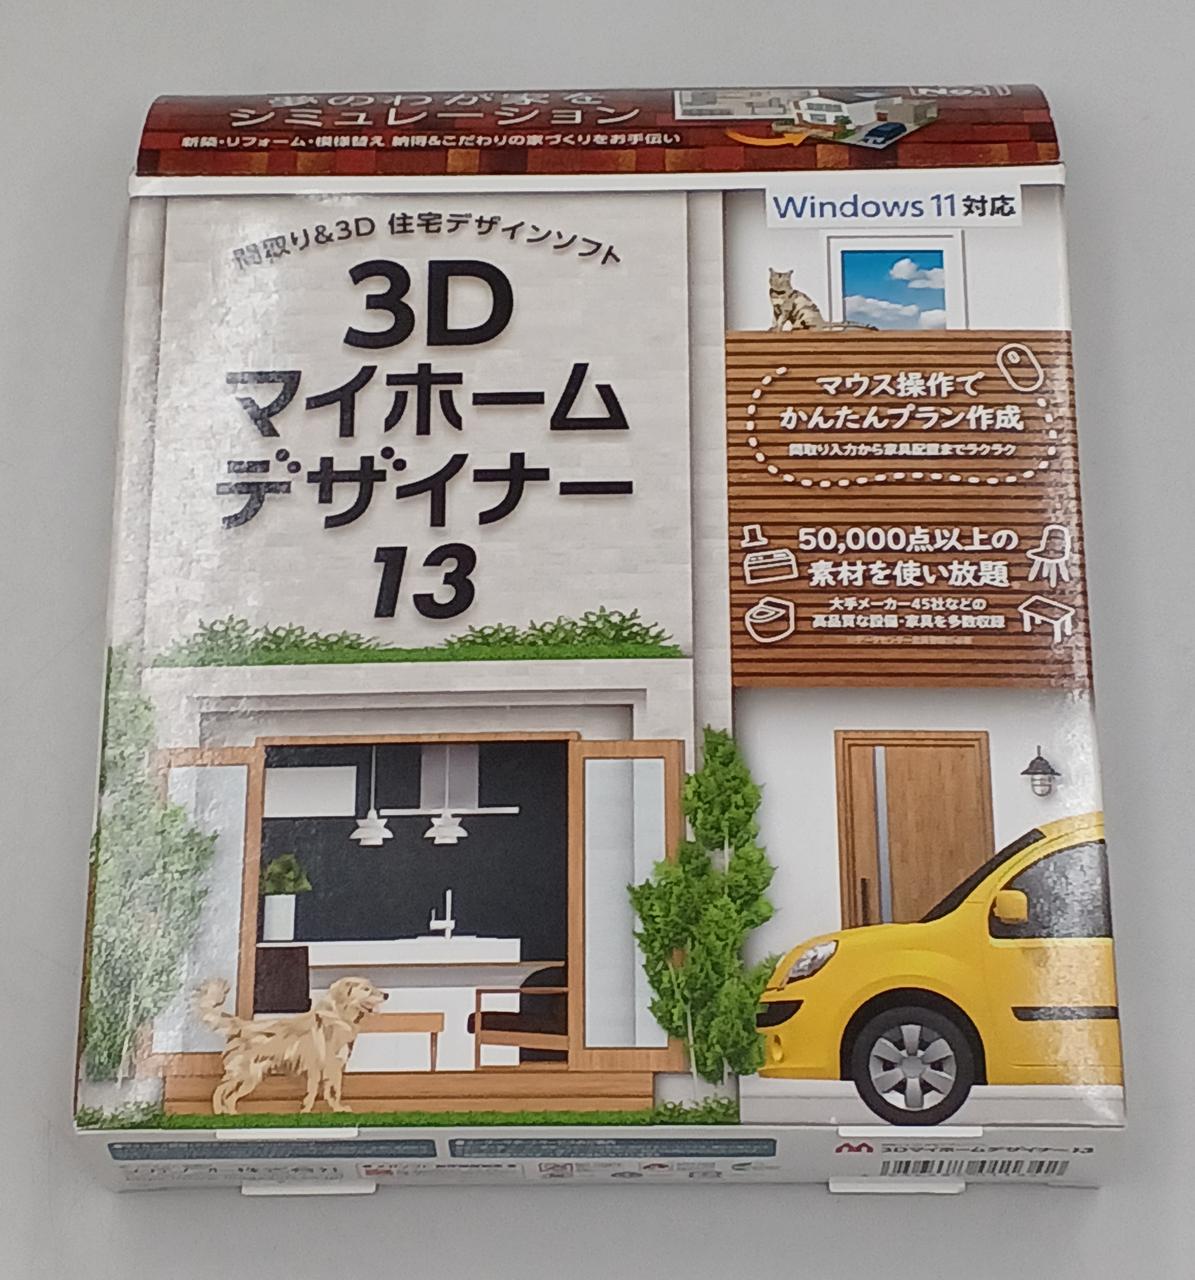 夢のわが家を
シミュレーション
新築・リフォーム・模様替え 納得&こだわりの家づくりをお手伝い
No.1
Windows 11 対応
間取り&3D 住宅デザインソフト
3D
マイホーム
デザイナー
13
マウス操作で
かんたんプラン作成
間取り入力から家具配置までラクラク
50,000点以上の
素材を使い放題
大手メーカー45社などの
高品質な設備・家具を多数収録
3Dマイホームデザイナー13